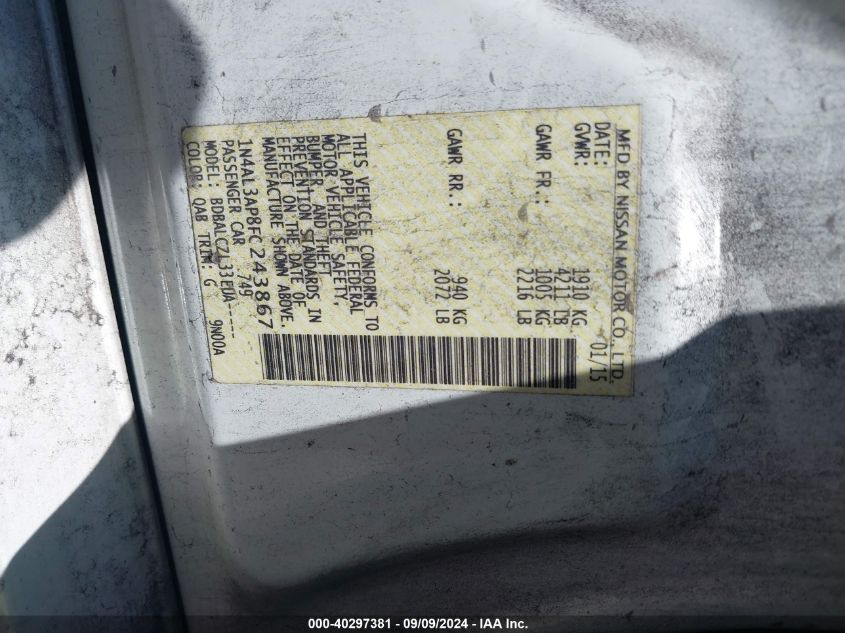 MFD BY NISSAN MOTOR CO., LTD.
DATE: 01/15
GVWR: 1910 KG
4211 LB
GAWR FR.: 1005 KG
2216 LB
GAWR RR.: 940 KG
2072 LB
THIS VEHICLE CONFORMS TO
ALL APPLICABLE FEDERAL
MOTOR VEHICLE SAFETY,
BUMPER, AND THEFT
PREVENTION STANDARDS IN
EFFECT ON THE DATE OF
MANUFACTURE SHOWN ABOVE.
1N4AL3AP8FC243867
PASSENGER CAR 749
MODEL: BDBALCZL33EUA-----
COLOR: QAB TRIM: G 9W00A
000-40297381 - 09/09/2024 - IAA Inc.